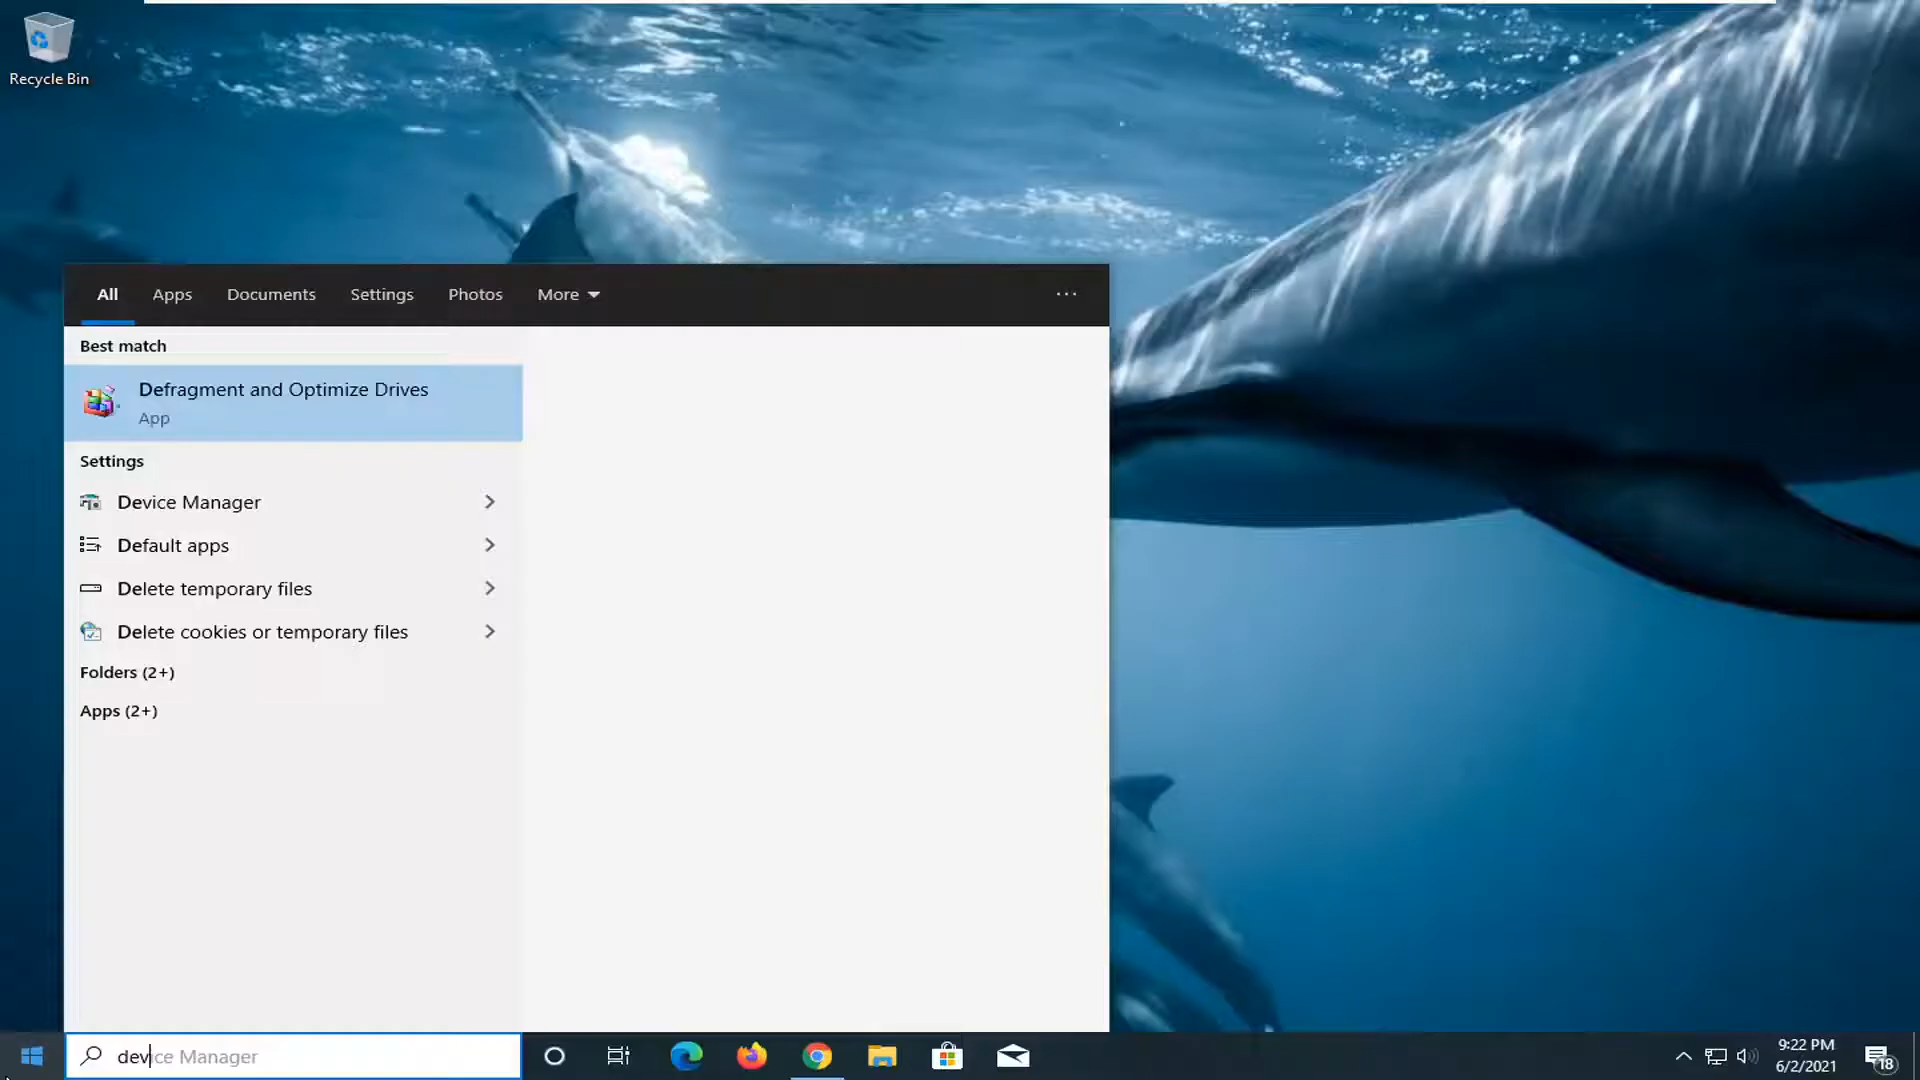 Recycle Bin
All Apps Documents Settings Photos More ...
Best match
Defragment and Optimize Drives
App
Settings
Device Manager
Default apps
Delete temporary files
Delete cookies or temporary files
Folders (2+)
Apps (2+)
device Manager
9:22 PM
6/2/2021
18